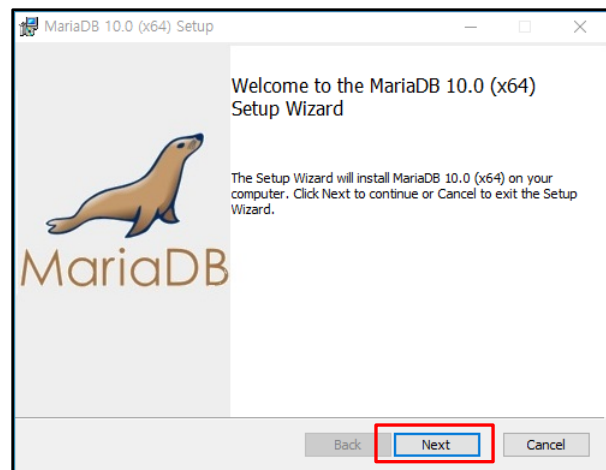 MariaDB 10.0 (x64) Setup
Welcome to the MariaDB 10.0 (x64)
Setup Wizard
The Setup Wizard will install MariaDB 10.0 (x64) on your
computer. Click Next to continue or Cancel to exit the Setup
Wizard.
MariaDB
Back Next Cancel